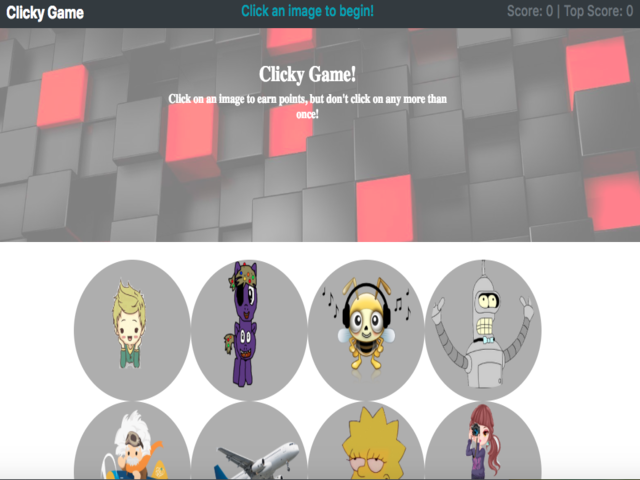 Clicky Game
Click an image to begin!
Score: 0 | Top Score: 0
Clicky Game!
Click on an image to earn points, but don't click on any more than
once!